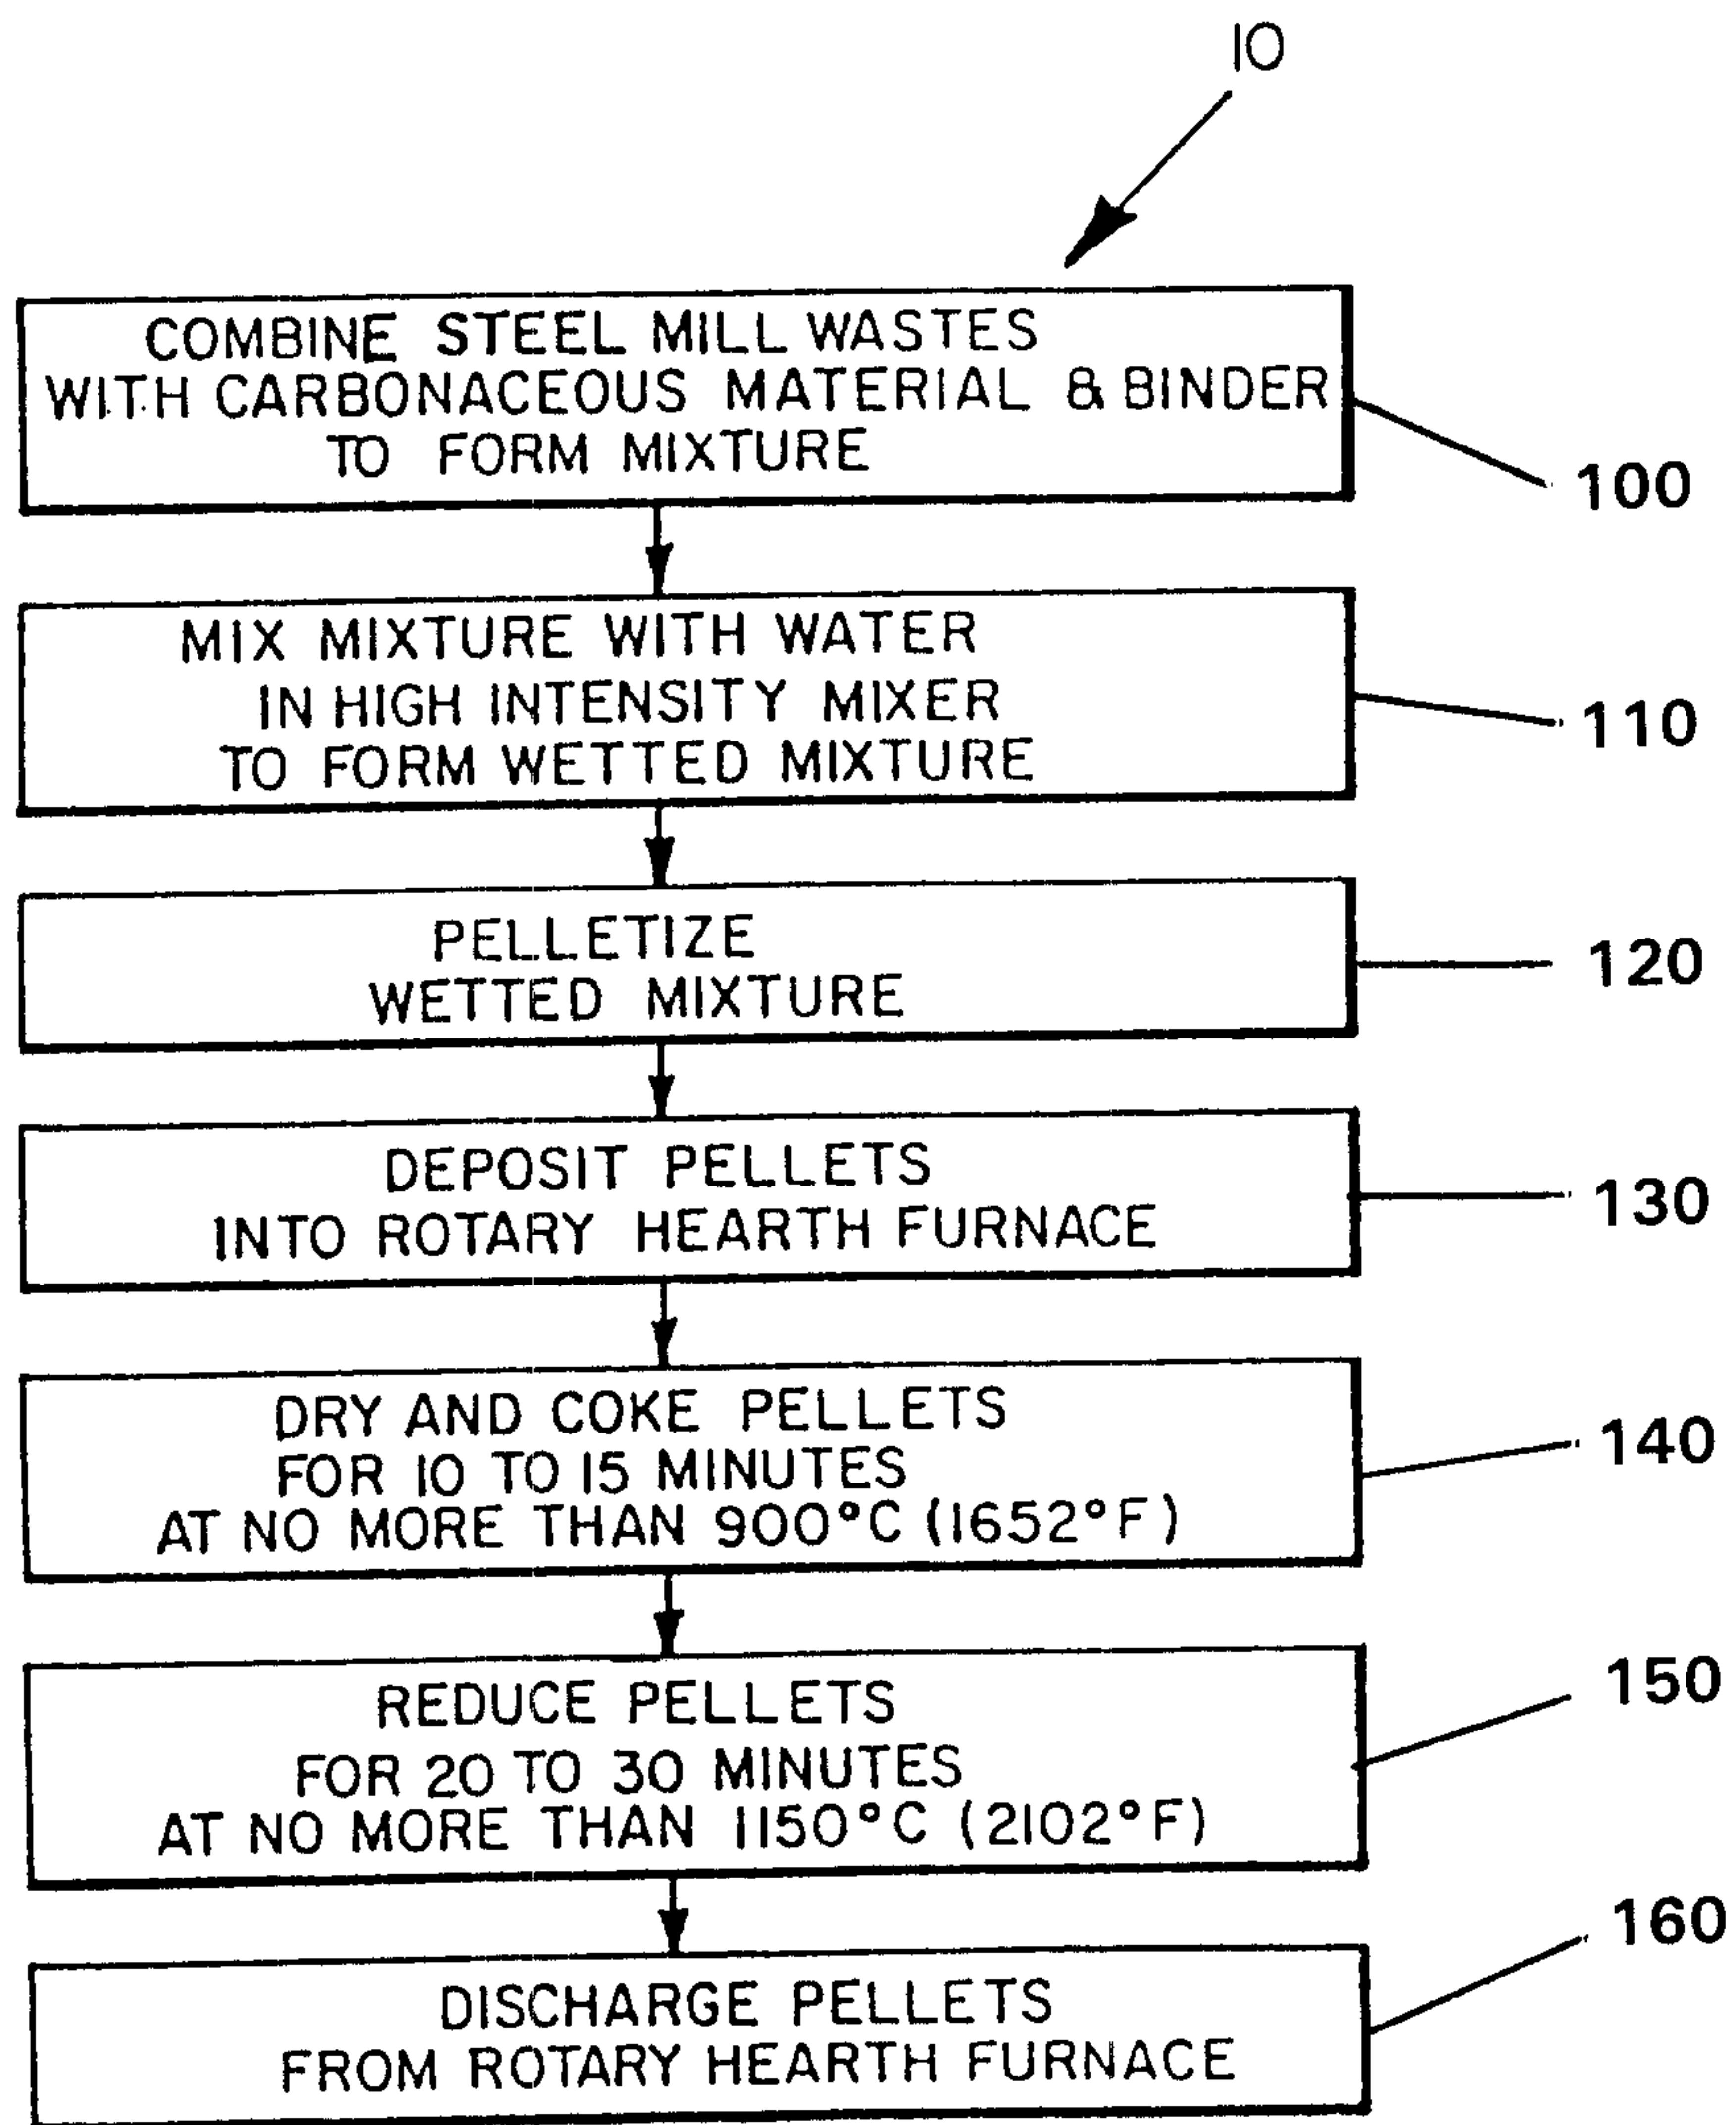 10
COMBINE STEEL MILL WASTES
WITH CARBONACEOUS MATERIAL & BINDER
TO FORM MIXTURE
100
MIX MIXTURE WITH WATER
IN HIGH INTENSITY MIXER
TO FORM WETTED MIXTURE
110
PELLETIZE
WETTED MIXTURE
120
DEPOSIT PELLETS
INTO ROTARY HEARTH FURNACE
130
DRY AND COKE PELLETS
FOR 10 TO 15 MINUTES
AT NO MORE THAN 900°C (1652°F)
140
REDUCE PELLETS
FOR 20 TO 30 MINUTES
AT NO MORE THAN 1150°C (2102°F)
150
DISCHARGE PELLETS
FROM ROTARY HEARTH FURNACE
160